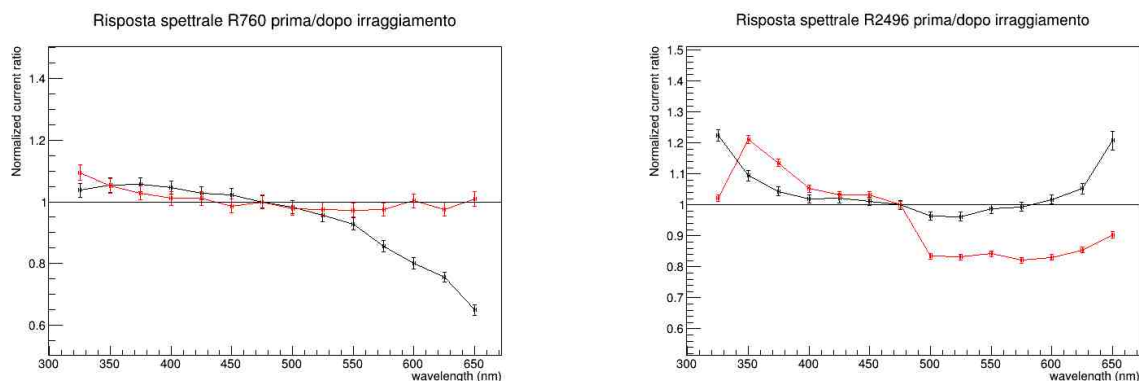 Risposta spettrale R760 prima/dopo irraggiamento
Normalized current ratio
1.4
1.2
1
0.8
0.6
300 350 400 450 500 550 600 650
wavelength (nm)
Risposta spettrale R2496 prima/dopo irraggiamento
Normalized current ratio
1.5
1.4
1.3
1.2
1.1
1
0.9
0.8
0.7
0.6
300 350 400 450 500 550 600 650
wavelength (nm)